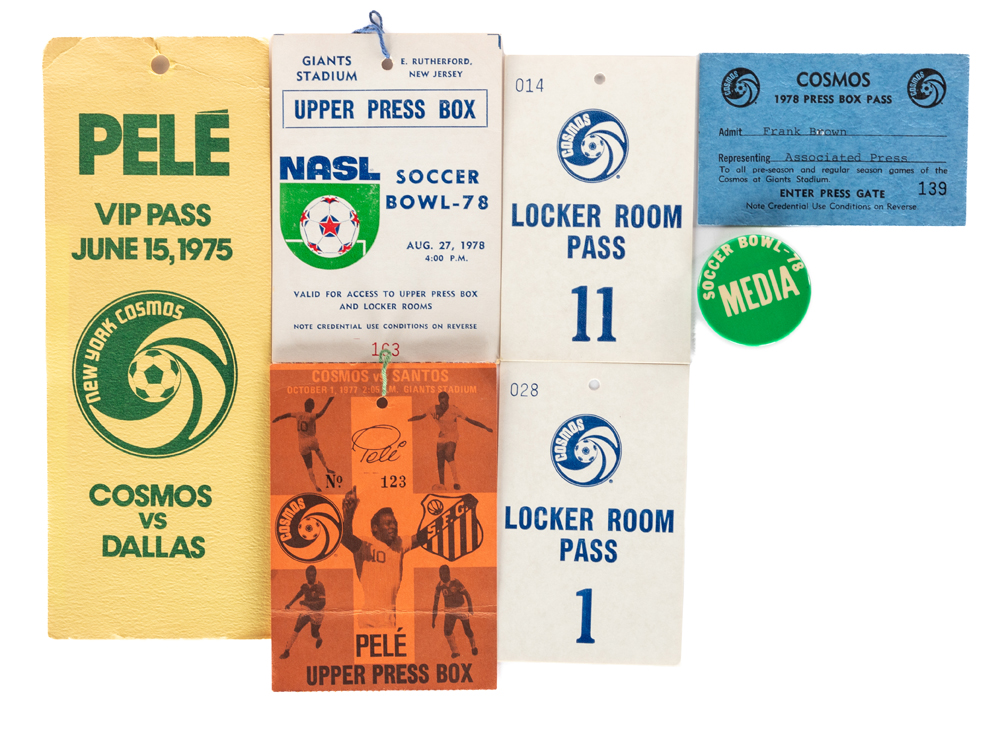 PELÉ
VIP PASS
JUNE 15, 1975
NEW YORK COSMOS
COSMOS
VS
DALLAS
GIANTS
STADIUM
E. RUTHERFORD,
NEW JERSEY
UPPER PRESS BOX
NASL
SOCCER
BOWL-78
AUG. 27, 1978
4:00 P.M.
VALID FOR ACCESS TO UPPER PRESS BOX
AND LOCKER ROOMS
NOTE CREDENTIAL USE CONDITIONS ON REVERSE
163
COSMOS vs SANTOS
OCTOBER 1, 1977 GIANTS STADIUM
Pelé
Nº 123
COSMOS
S.F.C.
10
PELÉ
UPPER PRESS BOX
014
COSMOS
LOCKER ROOM
PASS
11
028
COSMOS
LOCKER ROOM
PASS
1
COSMOS
COSMOS
COSMOS
1978 PRESS BOX PASS
Admit Frank Brown
Representing Associated Press
To all pre-season and regular season games of the
Cosmos at Giants Stadium.
ENTER PRESS GATE
139
Note Credential Use Conditions on Reverse
SOCCER BOWL-78
MEDIA